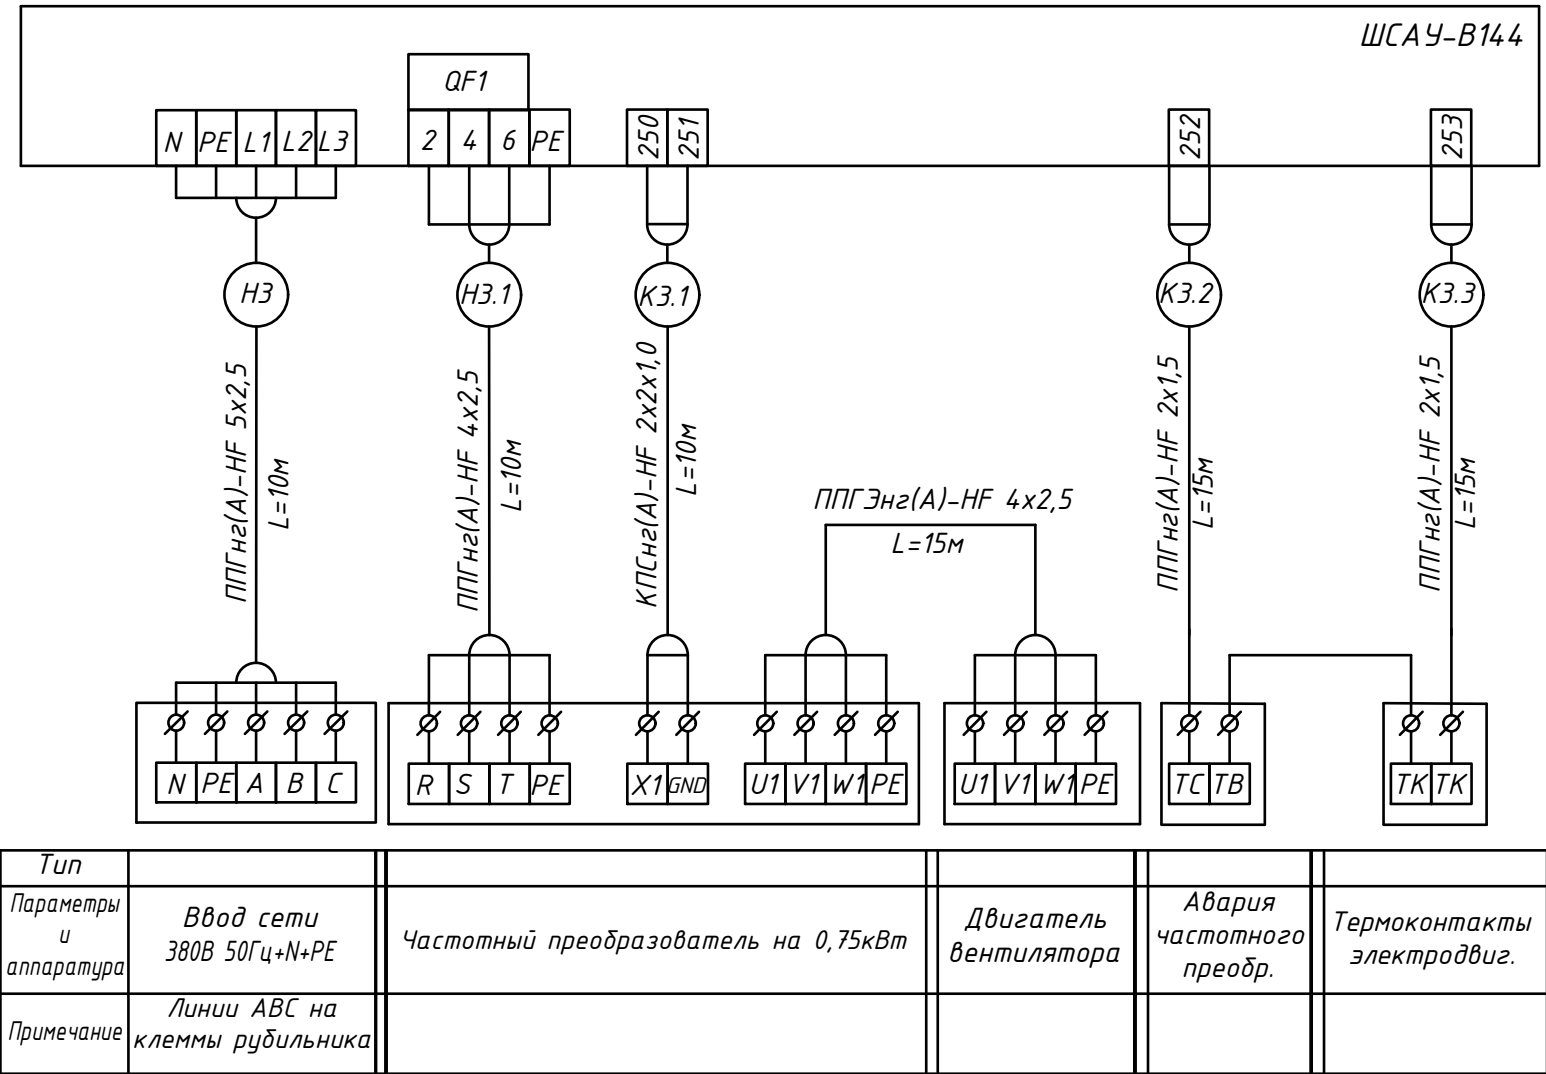 ШСАУ-В144
QF1
N PE L1 L2 L3
2 4 6 PE
250 251
252
253
Н3
Н3.1
К3.1
К3.2
К3.3
ППГнг(А)-HF 5х2,5
L=10м
ППГнг(А)-HF 4х2,5
L=10м
КПСнг(А)-HF 2х2х1,0
L=10м
ППГЭнг(А)-HF 4х2,5
L=15м
ППГнг(А)-HF 2х1,5
L=15м
ППГнг(А)-HF 2х1,5
L=15м
N PE A B C
R S T PE
X1 GND
U1 V1 W1 PE
U1 V1 W1 PE
TC TB
TK TK
Тип
Параметры
и
аппаратура
Ввод сети
380В 50Гц+N+PE
Частотный преобразователь на 0,75кВт
Двигатель
вентилятора
Авария
частотного
преобр.
Термоконтакты
электродвиг.
Примечание
Линии АВС на
клеммы рубильника